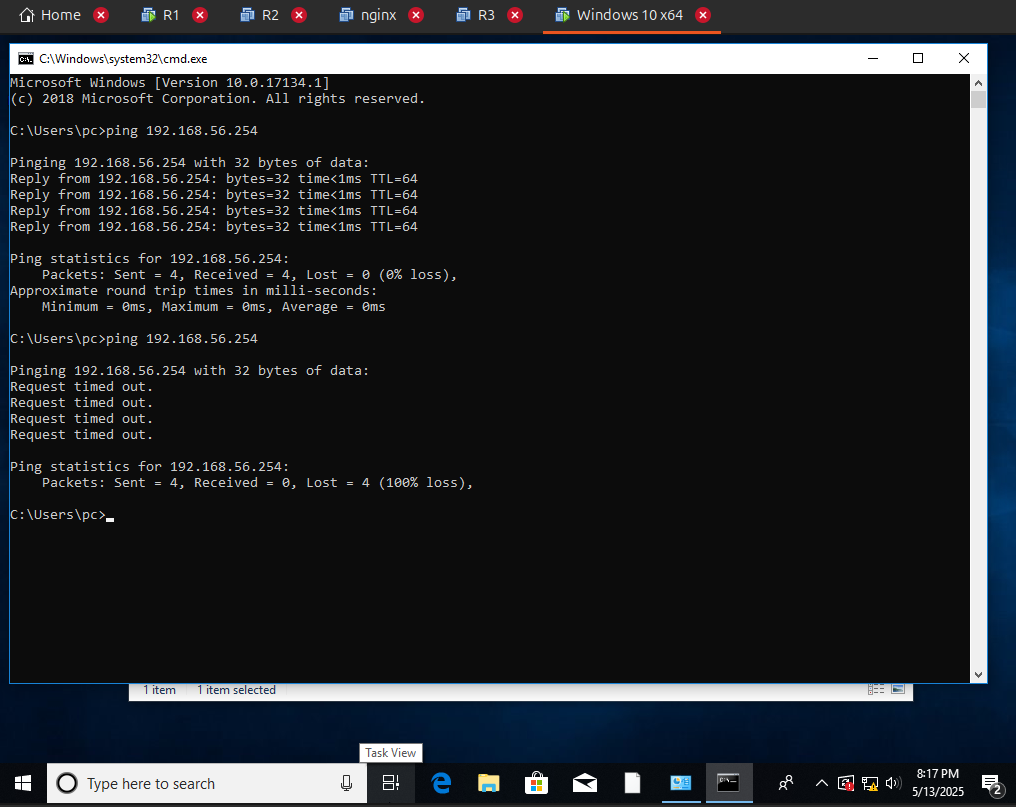 Home
R1
R2
nginx
R3
Windows 10 x64
C:\Windows\system32\cmd.exe
Microsoft Windows [Version 10.0.17134.1]
(c) 2018 Microsoft Corporation. All rights reserved.
C:\Users\pc>ping 192.168.56.254
Pinging 192.168.56.254 with 32 bytes of data:
Reply from 192.168.56.254: bytes=32 time<1ms TTL=64
Reply from 192.168.56.254: bytes=32 time<1ms TTL=64
Reply from 192.168.56.254: bytes=32 time<1ms TTL=64
Reply from 192.168.56.254: bytes=32 time<1ms TTL=64
Ping statistics for 192.168.56.254:
    Packets: Sent = 4, Received = 4, Lost = 0 (0% loss),
Approximate round trip times in milli-seconds:
    Minimum = 0ms, Maximum = 0ms, Average = 0ms
C:\Users\pc>ping 192.168.56.254
Pinging 192.168.56.254 with 32 bytes of data:
Request timed out.
Request timed out.
Request timed out.
Request timed out.
Ping statistics for 192.168.56.254:
    Packets: Sent = 4, Received = 0, Lost = 4 (100% loss),
C:\Users\pc>
1 item
1 item selected
Task View
Type here to search
8:17 PM
5/13/2025
2